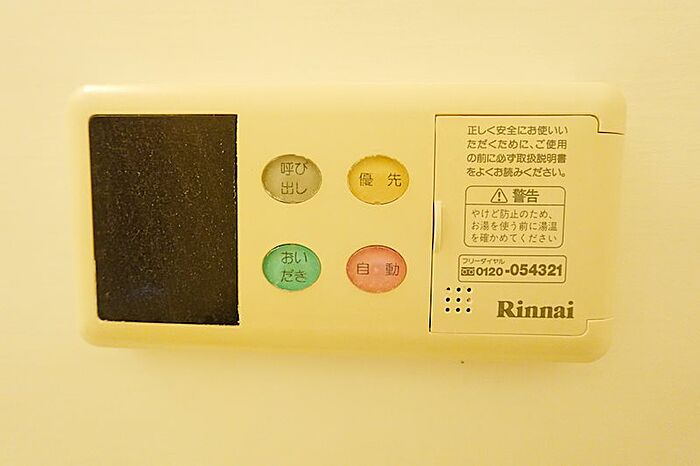 呼び
出し
優先
おい
だき
自動
正しく安全にお使いい
ただくために、ご使用
の前に必ず取扱説明書
をよくお読みください。
警告
やけど防止のため、
お湯を使う前に湯温
を確かめてください
フリーダイヤル
0120-054321
Rinnai